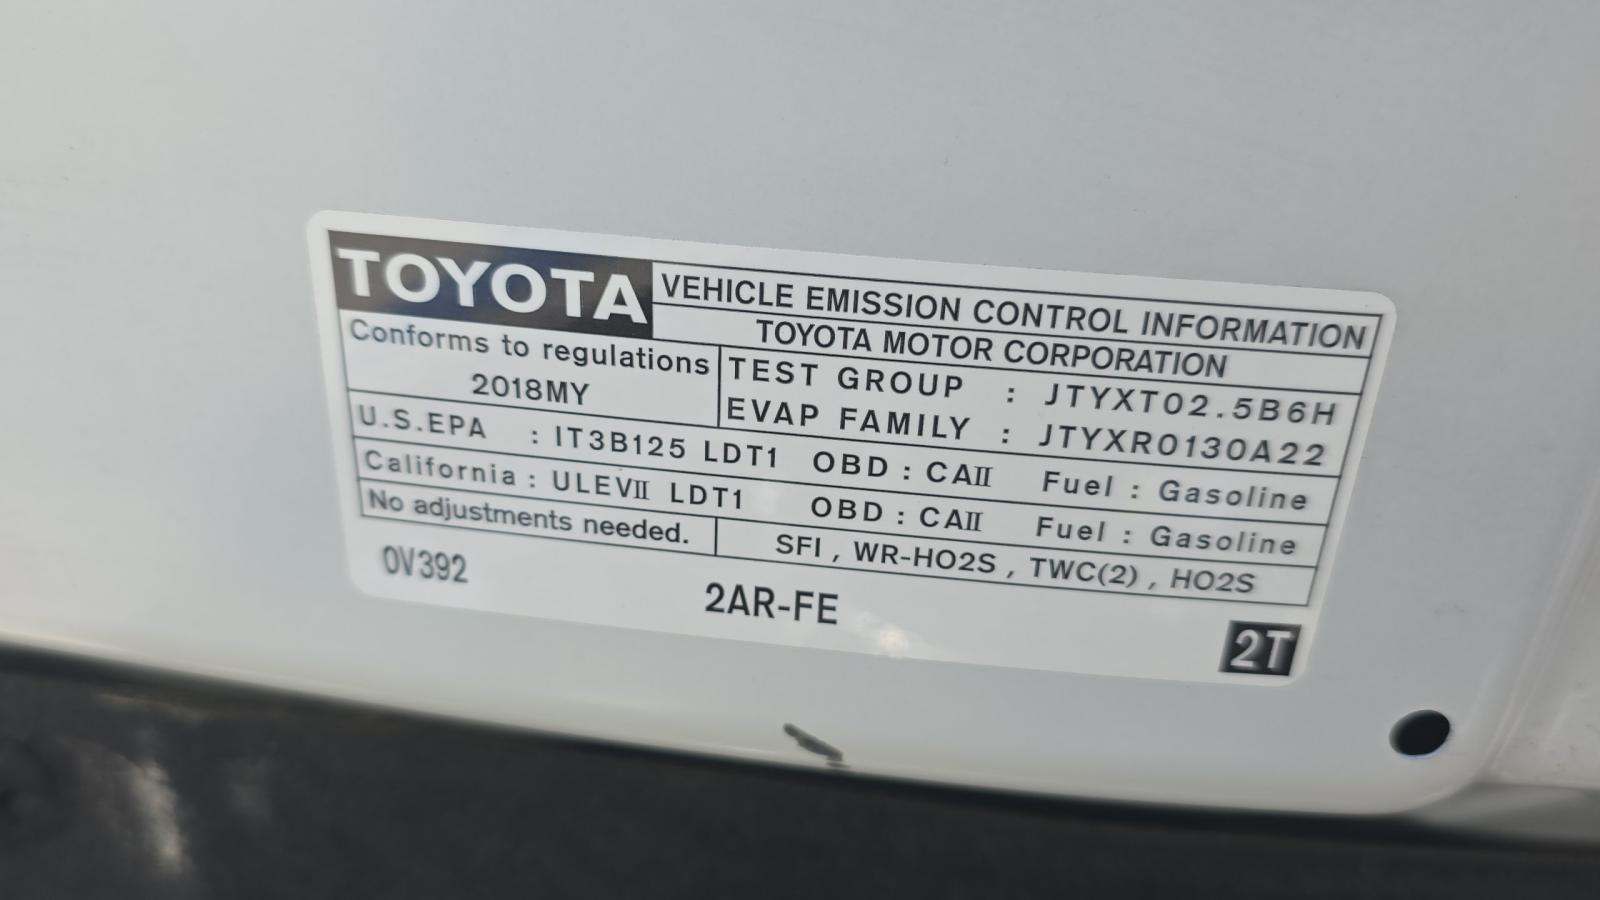 TOYOTA VEHICLE EMISSION CONTROL INFORMATION
TOYOTA MOTOR CORPORATION
Conforms to regulations
2018MY
TEST GROUP : JTYXT02.5B6H
EVAP FAMILY : JTYXR0130A22
U.S.EPA : IT3B125 LDT1 OBD : CAII Fuel : Gasoline
California : ULEVII LDT1 OBD : CAII Fuel : Gasoline
No adjustments needed. SFI , WR-HO2S , TWC(2) , HO2S
0V392 2AR-FE 2T